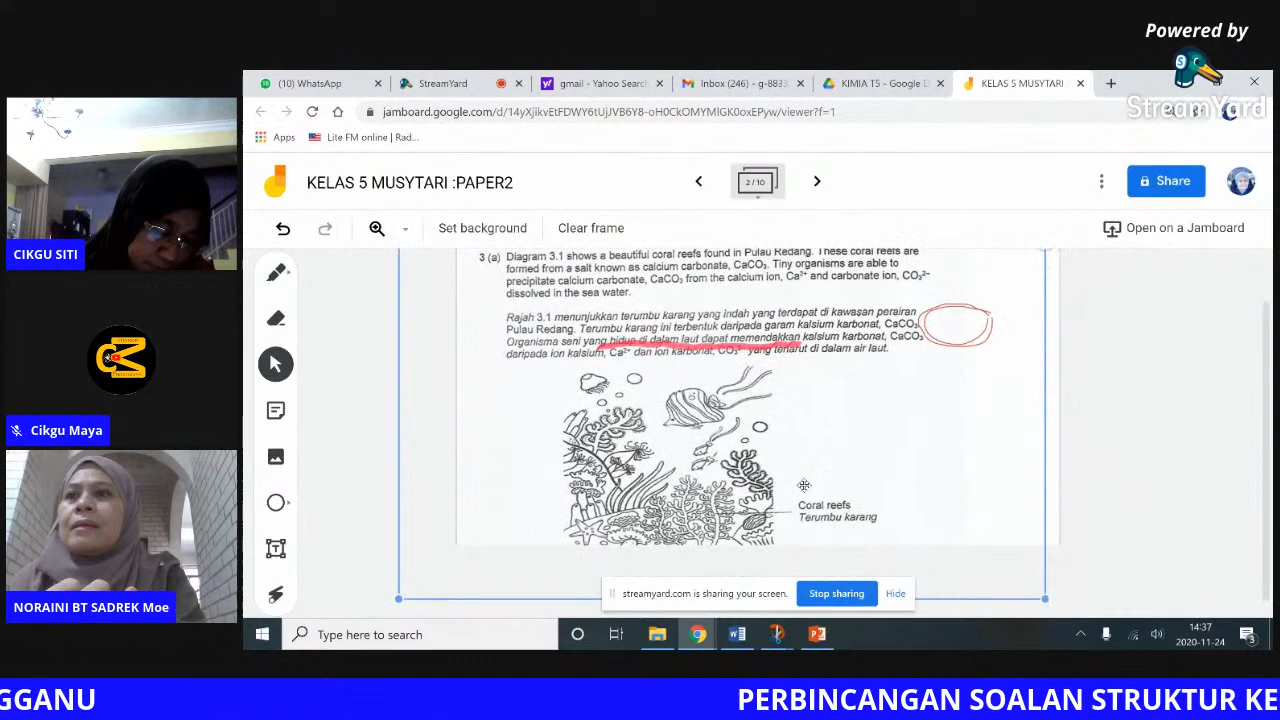 Powered by
StreamYard
(10) WhatsApp
StreamYard
gmail - Yahoo Searc
Inbox (246) - g-8833
KIMIA T5 - Google D
KELAS 5 MUSYTARI
jamboard.google.com/d/14yXjikvEtFDWY6tUjJVB6Y8-oH0CkOMYMlGK0oxEPyw/viewer?f=1
Apps
Lite FM online | Rad...
KELAS 5 MUSYTARI :PAPER2
2 / 10
Share
Set background
Clear frame
Open on a Jamboard
3 (a) Diagram 3.1 shows a beautiful coral reefs found in Pulau Redang. These coral reefs are
formed from a salt known as calcium carbonate, CaCO₃. Tiny organisms are able to
precipitate calcium carbonate, CaCO₃ from the calcium ion, Ca²⁺ and carbonate ion, CO₃²⁻
dissolved in the sea water.
Rajah 3.1 menunjukkan terumbu karang yang indah yang terdapat di kawasan perairan
Pulau Redang. Terumbu karang ini terbentuk daripada garam kalsium karbonat, CaCO₃
Organisma seni yang hidup di dalam laut dapat memendakkan kalsium karbonat, CaCO₃
daripada ion kalsium, Ca²⁺ dan ion karbonat, CO₃²⁻ yang terlarut di dalam air laut.
Coral reefs
Terumbu karang
CIKGU SITI
Cikgu Maya
NORAINI BT SADREK Moe
streamyard.com is sharing your screen.
Stop sharing
Hide
Type here to search
14:37
2020-11-24
3
GGANU
PERBINCANGAN SOALAN STRUKTUR KE